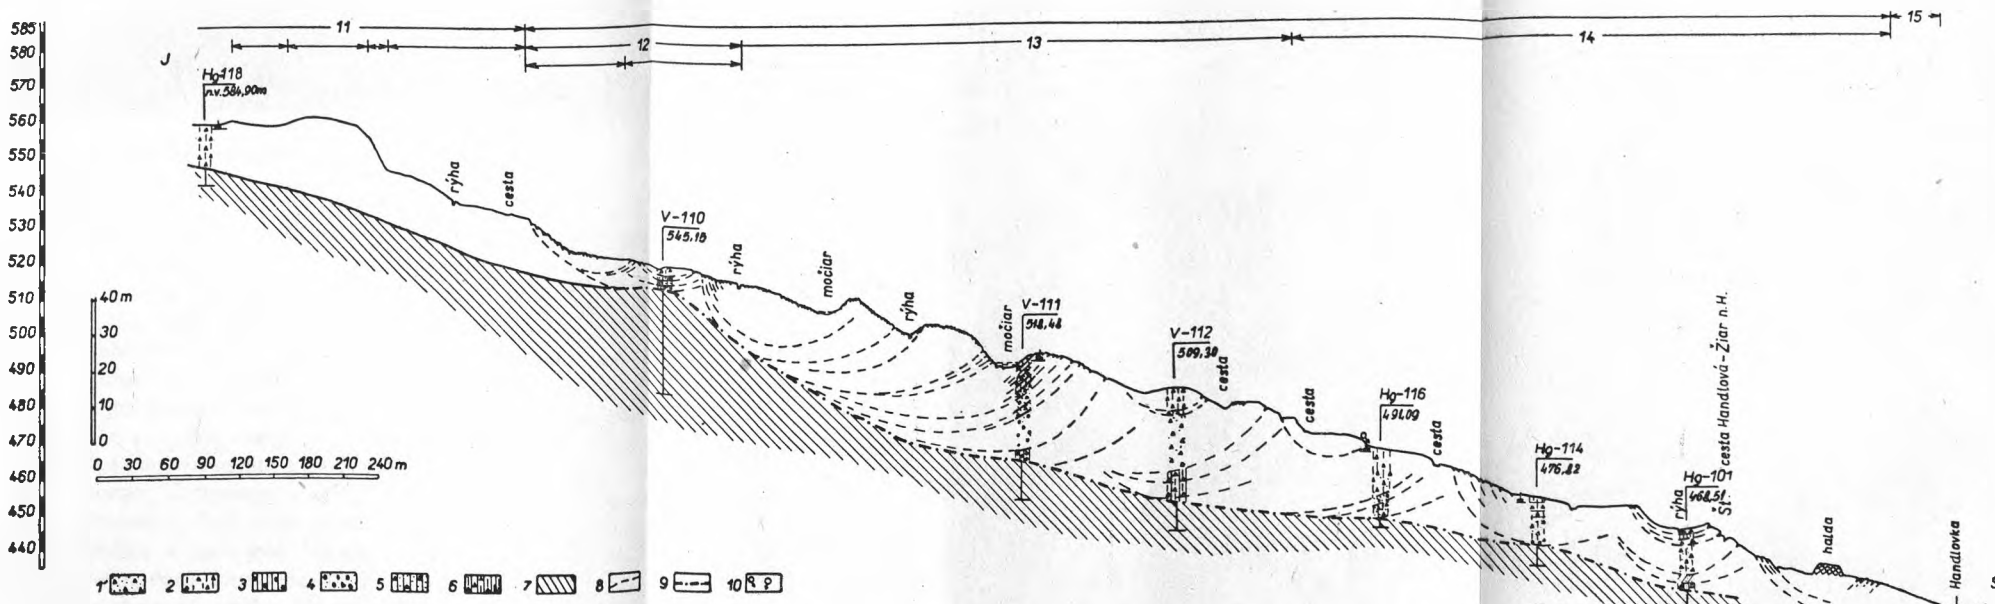 585
580
570
560
550
540
530
520
510
500
490
480
470
460
450
440
11
12
13
14
15
J
Hg-118
n.v. 584,90m
rýha
cesta
V-110
545,15
rýha
močiar
rýha
močiar
V-111
518,48
V-112
509,30
cesta
cesta
Hg-116
491,09
cesta
Hg-114
476,82
rýha
Hg-101
468,51
Št. cesta Handlová - Žiar n.H.
halda
Handlovka
S
40 m
30
20
10
0
0 30 60 90 120 150 180 210 240 m
1 2 3 4 5 6 7 8 9 10